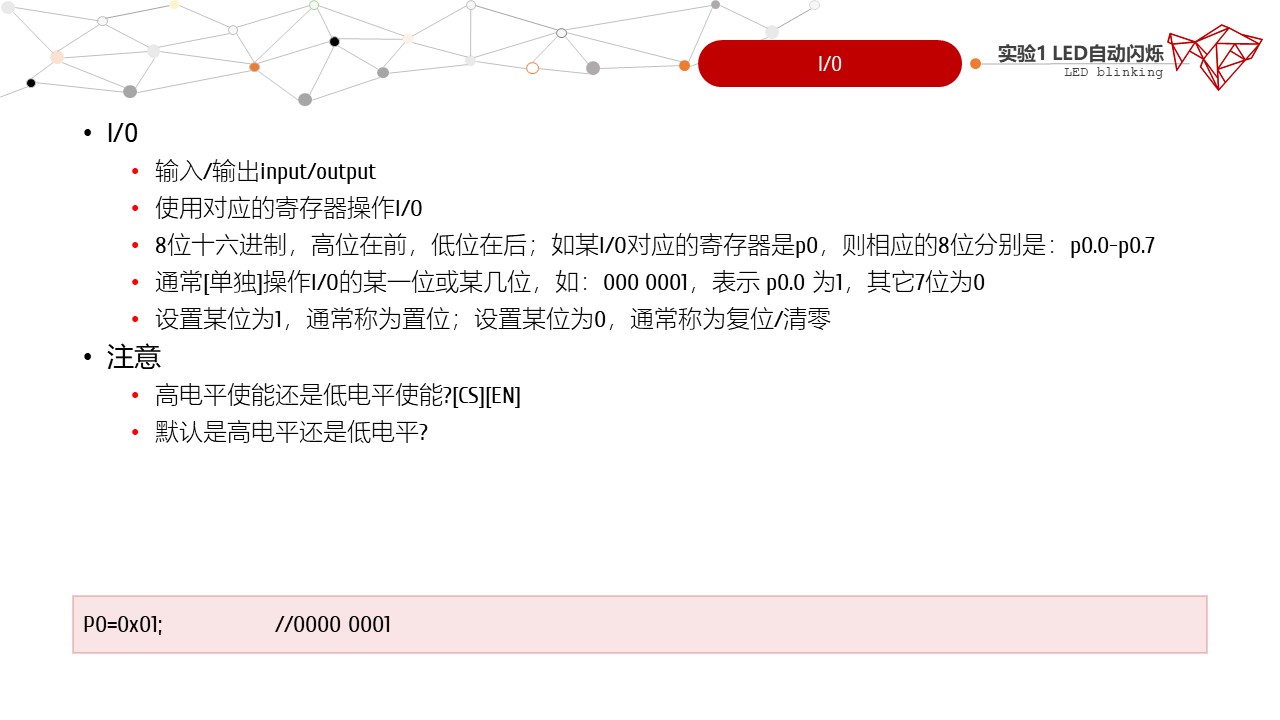 I/O
实验1 LED自动闪烁
LED blinking
• I/O
• 输入/输出input/output
• 使用对应的寄存器操作I/O
• 8位十六进制，高位在前，低位在后；如某I/O对应的寄存器是p0，则相应的8位分别是：p0.0-p0.7
• 通常[单独]操作I/O的某一位或某几位，如：000 0001，表示 p0.0 为1，其它7位为0
• 设置某位为1，通常称为置位；设置某位为0，通常称为复位/清零
• 注意
• 高电平使能还是低电平使能?[CS][EN]
• 默认是高电平还是低电平?
P0=0x01; //0000 0001